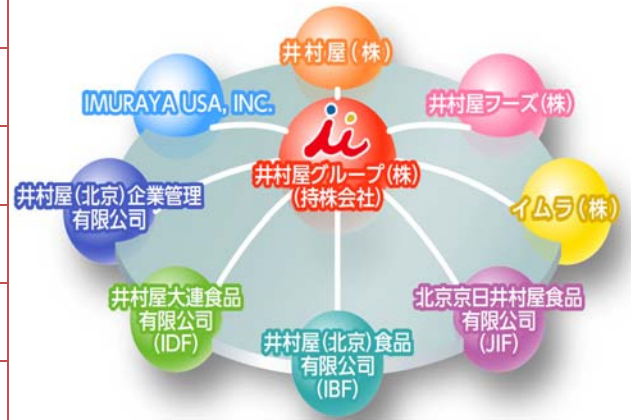 井村屋(株)
IMURAYA USA, INC.
井村屋フーズ(株)
井村屋グループ(株)
(持株会社)
井村屋(北京)企業管理
有限公司
イムラ(株)
井村屋大連食品
有限公司
(IDF)
井村屋(北京)食品
有限公司
(IBF)
北京京日井村屋食品
有限公司
(JIF)